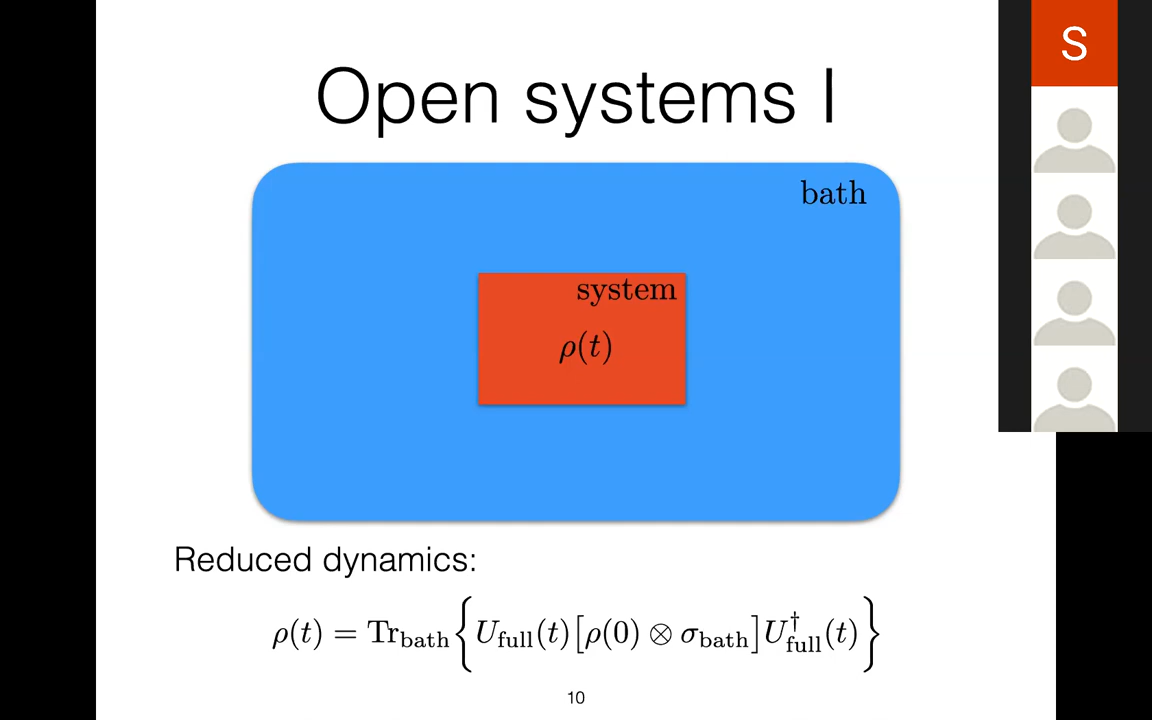 Open systems I
S
bath
system
ρ(t)
Reduced dynamics:
ρ(t) = Tr_bath{U_full(t)[ρ(0) ⊗ σ_bath]U†_full(t)}
10